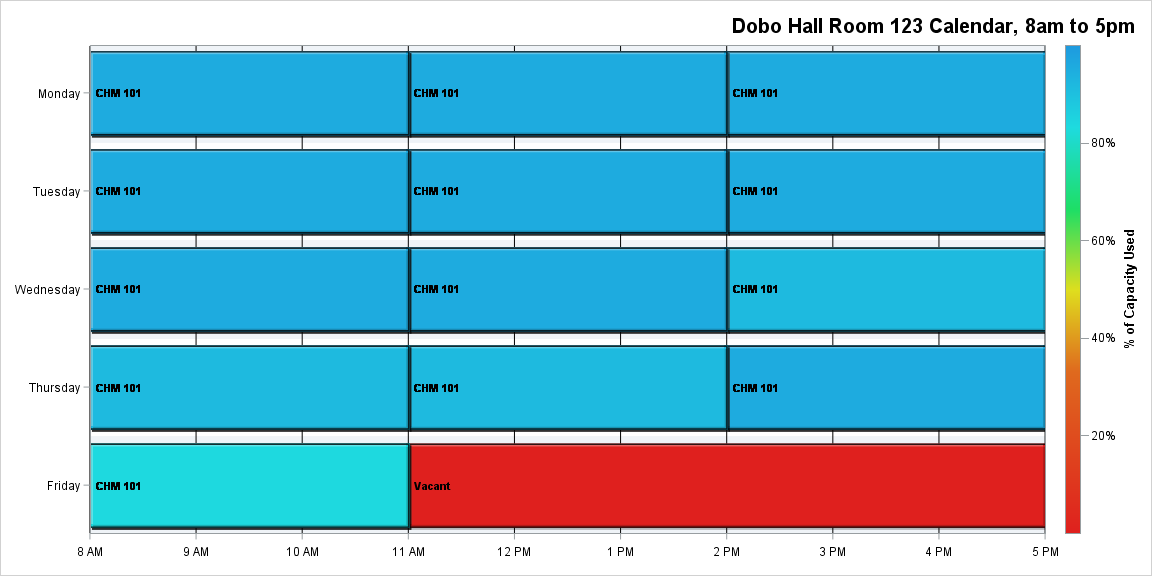 Dobo Hall Room 123 Calendar, 8am to 5pm
Monday
CHM 101
CHM 101
CHM 101
Tuesday
CHM 101
CHM 101
CHM 101
Wednesday
CHM 101
CHM 101
CHM 101
Thursday
CHM 101
CHM 101
CHM 101
Friday
CHM 101
Vacant
8 AM
9 AM
10 AM
11 AM
12 PM
1 PM
2 PM
3 PM
4 PM
5 PM
80%
60%
40%
20%
% of Capacity Used